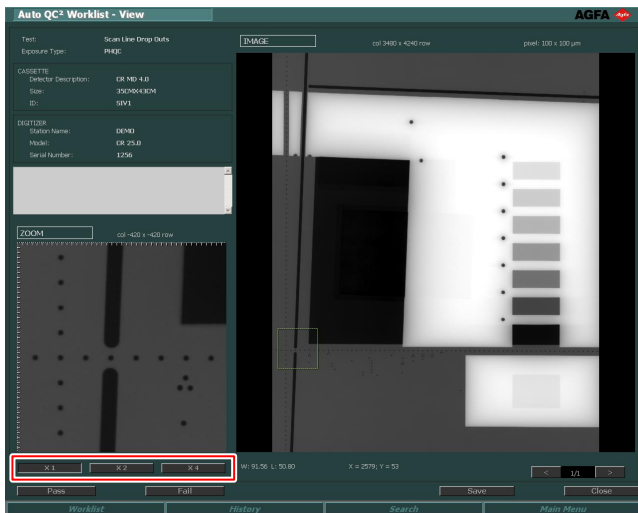 Auto QC² Worklist - View
AGFA Agfa
Test: Scan Line Drop Outs
Exposure Type: PHQC
CASSETTE
Detector Description: CR MD 4.0
Size: 35CMX43CM
ID: SIV1
DIGITIZER
Station Name: DEMO
Model: CR 25.0
Serial Number: 1256
ZOOM col -420 x -420 row
X 1 X 2 X 4
IMAGE col 3480 x 4240 row pixel: 100 x 100 µm
W: 91.56 L: 50.80 X = 2579; Y = 53
< 1/1 >
Pass Fail Save Close
Worklist History Search Main Menu